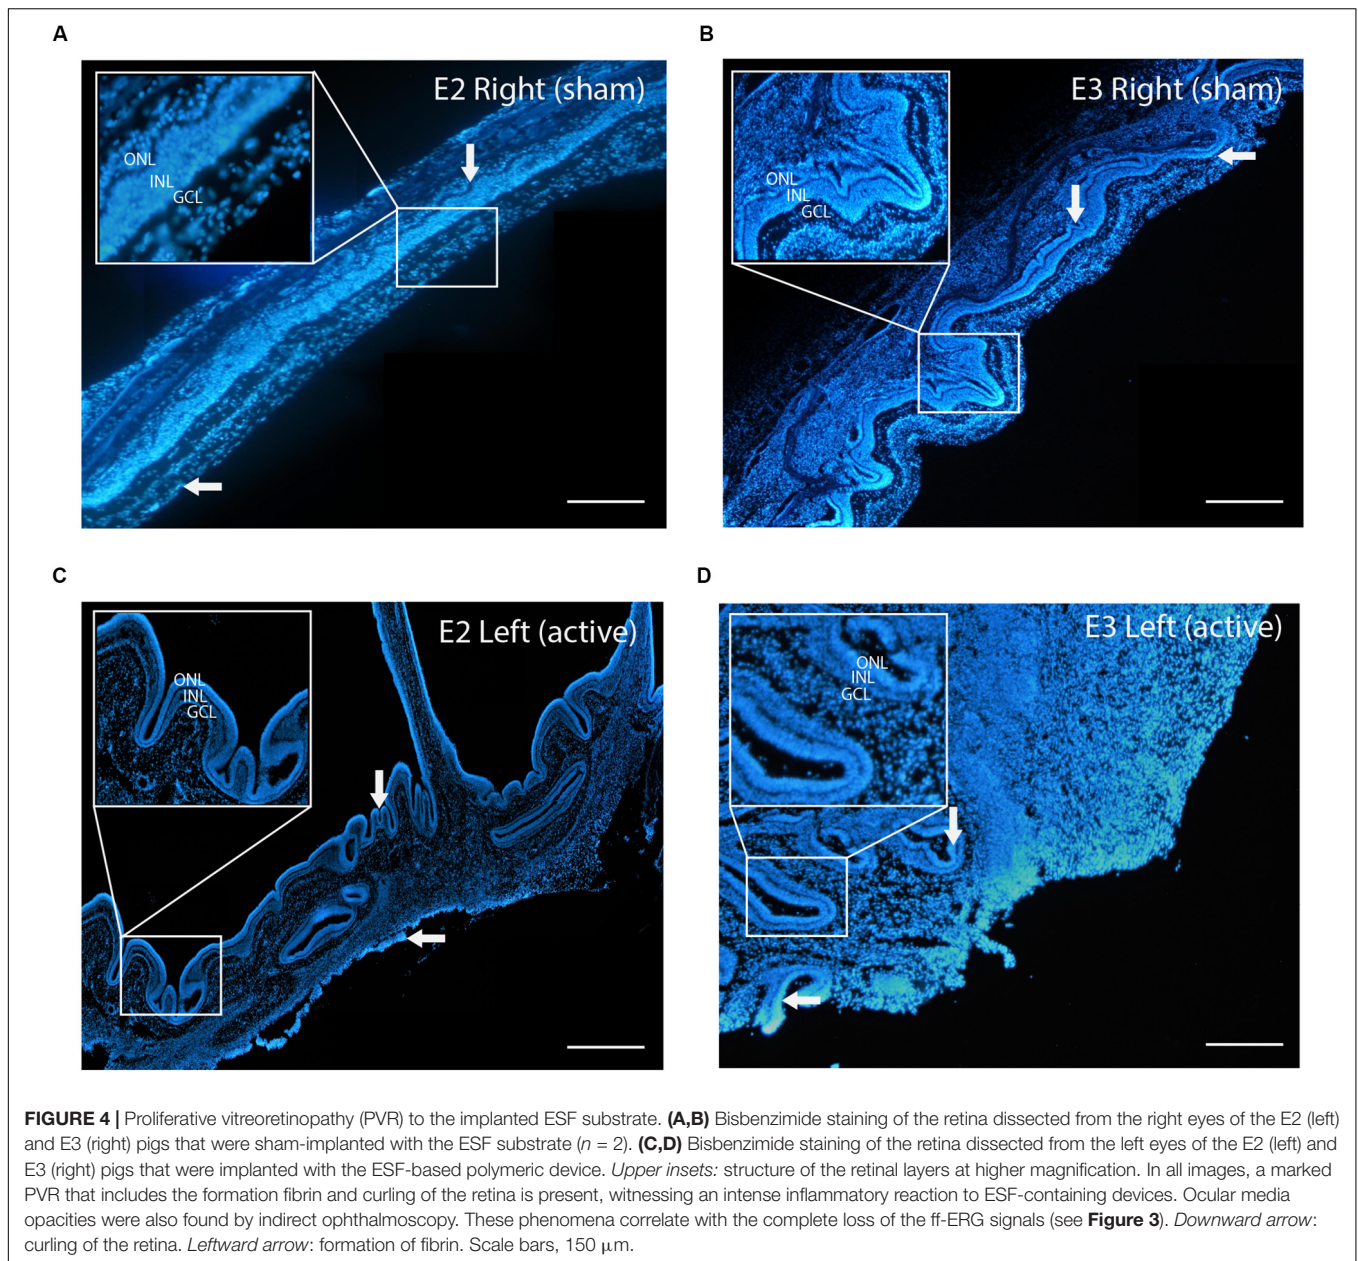 A
B
E2 Right (sham)
ONL
INL
GCL
E3 Right (sham)
ONL
INL
GCL
C
D
E2 Left (active)
ONL
INL
GCL
E3 Left (active)
ONL
INL
GCL
FIGURE 4 | Proliferative vitreoretinopathy (PVR) to the implanted ESF substrate. (A,B) Bisbenzimide staining of the retina dissected from the right eyes of the E2 (left)
and E3 (right) pigs that were sham-implanted with the ESF substrate (n = 2). (C,D) Bisbenzimide staining of the retina dissected from the left eyes of the E2 (left) and
E3 (right) pigs that were implanted with the ESF-based polymeric device. Upper insets: structure of the retinal layers at higher magnification. In all images, a marked
PVR that includes the formation fibrin and curling of the retina is present, witnessing an intense inflammatory reaction to ESF-containing devices. Ocular media
opacities were also found by indirect ophthalmoscopy. These phenomena correlate with the complete loss of the ff-ERG signals (see Figure 3). Downward arrow:
curling of the retina. Leftward arrow: formation of fibrin. Scale bars, 150 μm.